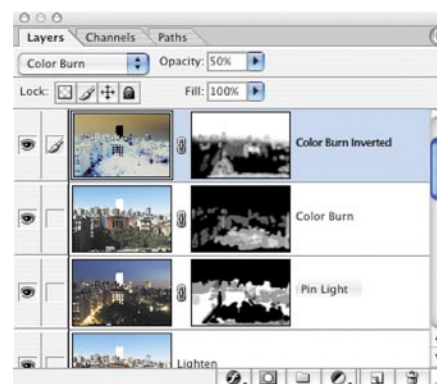 Layers Channels Paths
Color Burn Opacity: 50%
Lock: Fill: 100%
Color Burn Inverted
Color Burn
Pin Light
Lighten